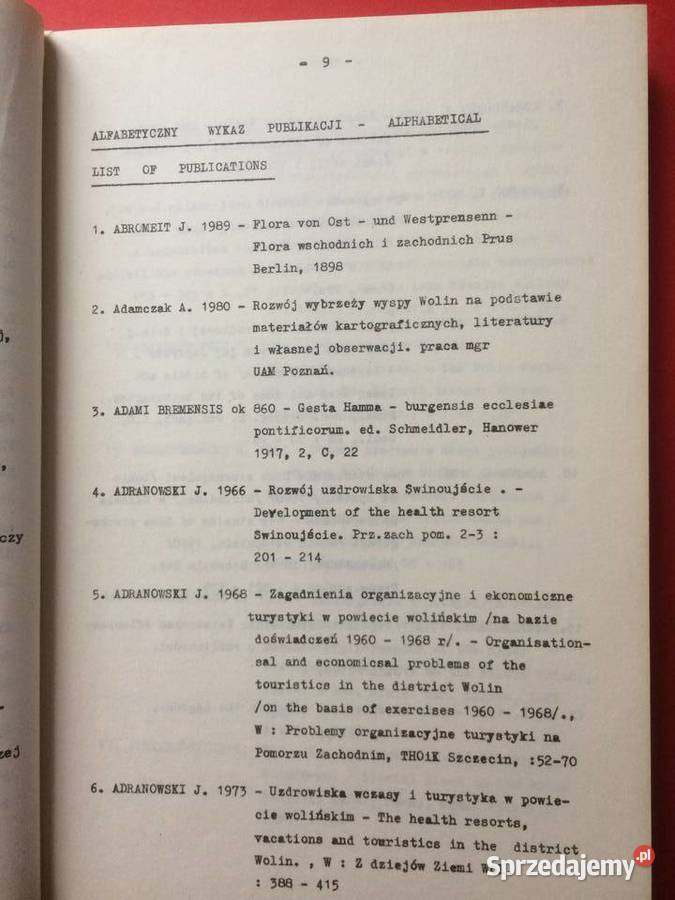 - 9 -
ALFABETYCZNY WYKAZ PUBLIKACJI - ALPHABETICAL
LIST OF PUBLICATIONS
1. ABROMEIT J. 1989 - Flora von Ost - und Westprensenn -
Flora wschodnich i zachodnich Prus
Berlin, 1898
2. Adamczak A. 1980 - Rozwój wybrzeży wyspy Wolin na podstawie
materiałów kartograficznych, literatury
i własnej obserwacji. praca mgr
UAM Poznań.
3. ADAMI BREMENSIS ok 860 - Gesta Hamma - burgensis ecclesiae
pontificorum. ed. Schmeidler, Hanower
1917, 2, C, 22
4. ADRANOWSKI J. 1966 - Rozwój uzdrowiska Świnoujście . -
Development of the health resort
Swinoujście. Prz.zach pom. 2-3 :
201 - 214
5. ADRANOWSKI J. 1968 - Zagadnienia organizacyjne i ekonomiczne
turystyki w powiecie wolińskim /na bazie
doświadczeń 1960 - 1968 r/. - Organisation-
sal and economicsal problems of the
touristics in the district Wolin
/on the basis of exercises 1960 - 1968/.,
W : Problemy organizacyjne turystyki na
Pomorzu Zachodnim, THOiK Szczecin, :52-70
6. ADRANOWSKI J. 1973 - Uzdrowiska wczasy i turystyka w powie-
cie wolińskim - The health resorts,
vacations and touristics in the district
Wolin. , W : Z dziejów Ziemi
: 388 - 415
Sprzedajemy.pl